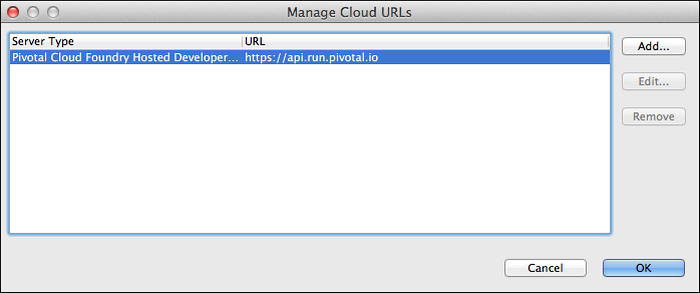 Manage Cloud URLs
Server Type URL
Pivotal Cloud Foundry Hosted Developer... https://api.run.pivotal.io
Add...
Edit...
Remove
Cancel OK